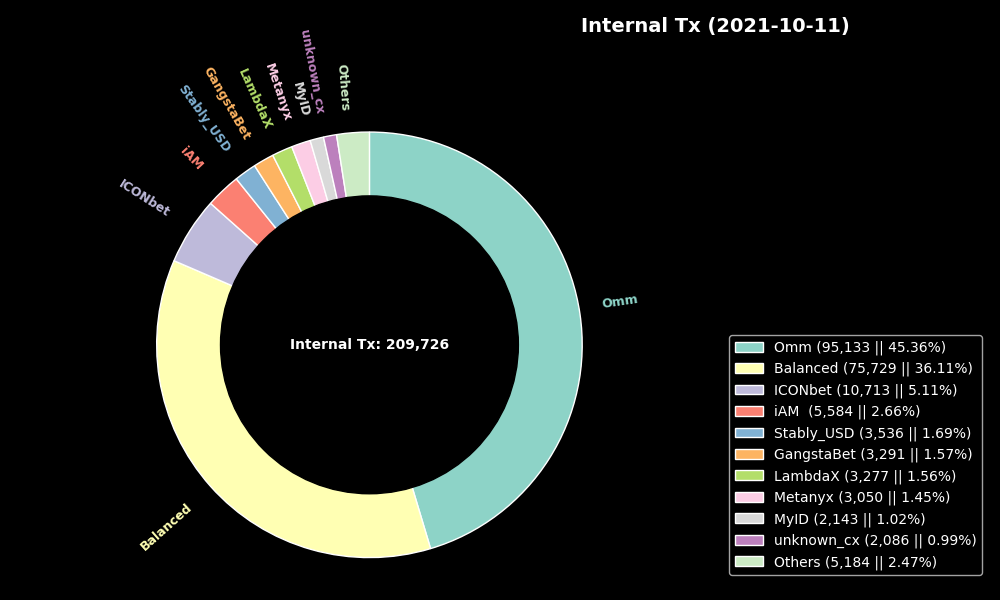 Internal Tx (2021-10-11)
unknown_cx
Others
Metanyx
MyID
LambdaX
GangstaBet
Stably_USD
iAM
ICONbet
Omm
Balanced
Internal Tx: 209,726
Omm (95,133 || 45.36%)
Balanced (75,729 || 36.11%)
ICONbet (10,713 || 5.11%)
iAM  (5,584 || 2.66%)
Stably_USD (3,536 || 1.69%)
GangstaBet (3,291 || 1.57%)
LambdaX (3,277 || 1.56%)
Metanyx (3,050 || 1.45%)
MyID (2,143 || 1.02%)
unknown_cx (2,086 || 0.99%)
Others (5,184 || 2.47%)